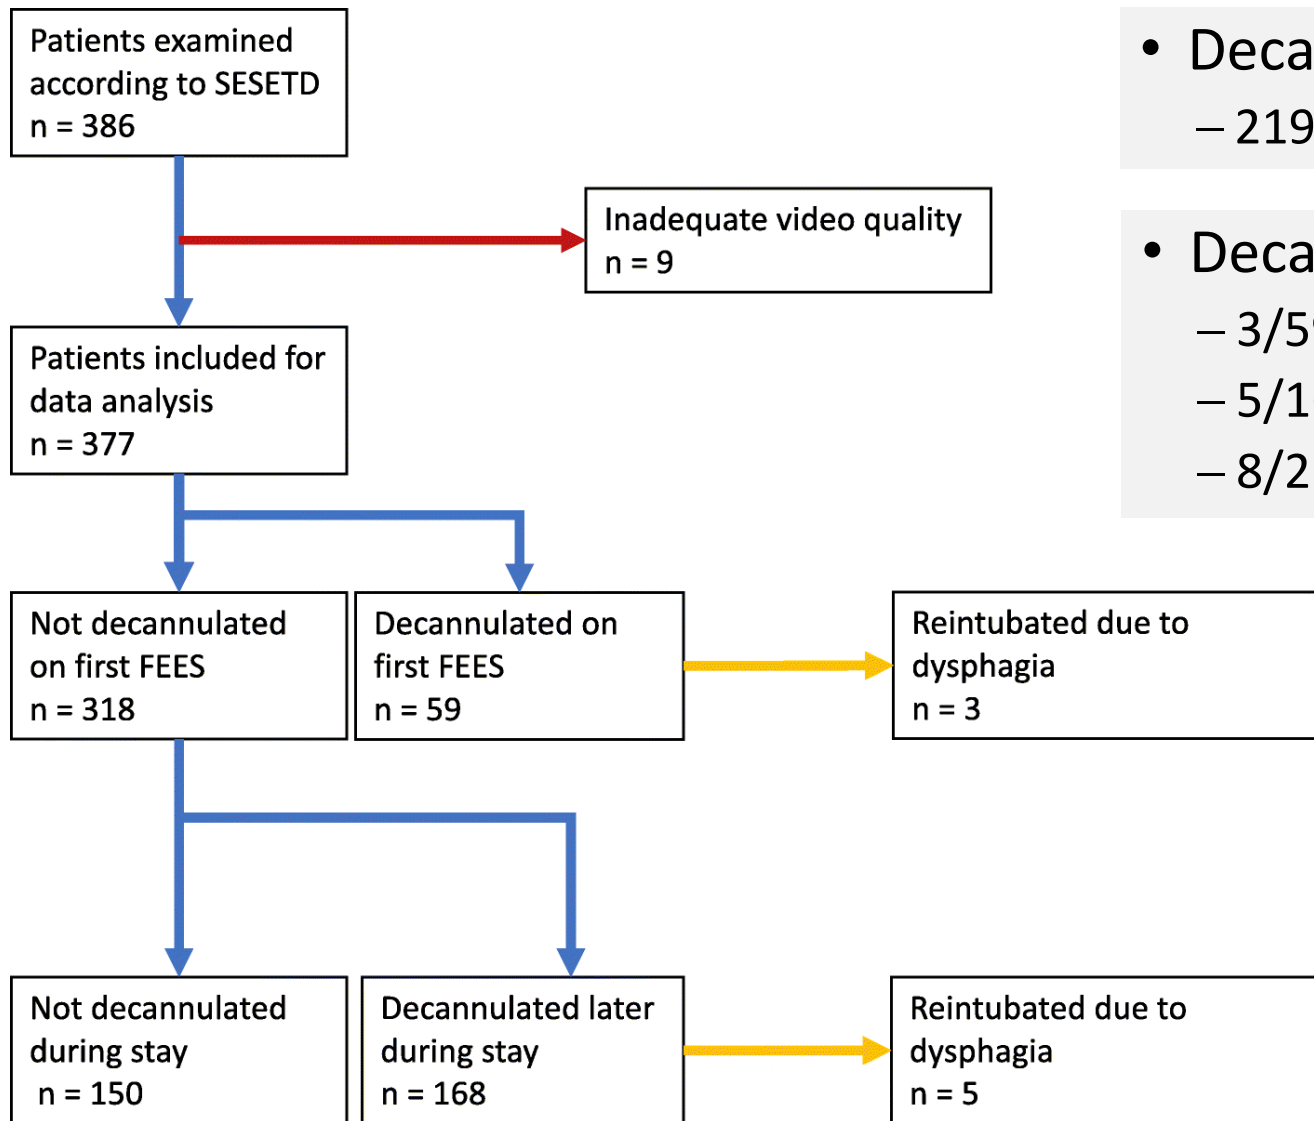 Patients examined
according to SESETD
n = 386
Inadequate video quality
n = 9
Patients included for
data analysis
n = 377
Not decannulated
on first FEES
n = 318
Decannulated on
first FEES
n = 59
Reintubated due to
dysphagia
n = 3
Not decannulated
during stay
n = 150
Decannulated later
during stay
n = 168
Reintubated due to
dysphagia
n = 5
• Deca
– 219
• Deca
– 3/5
– 5/1
– 8/2